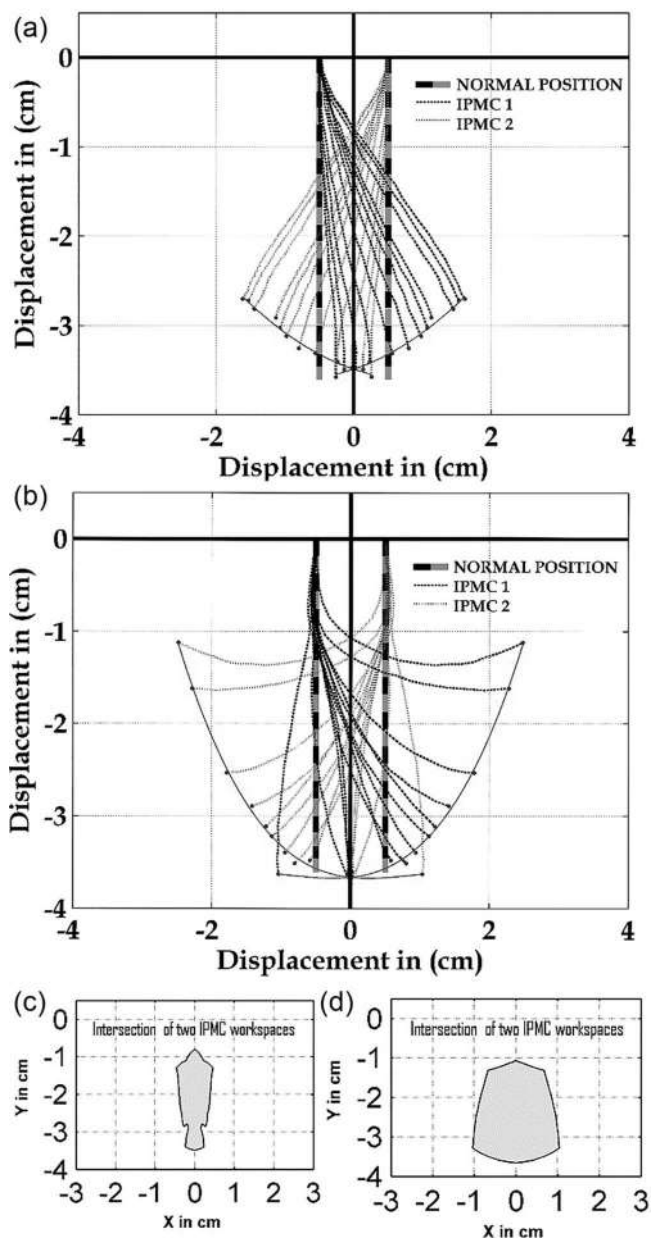 (a)
0
-1
-2
-3
-4
-4
-2
0
2
4
NORMAL POSITION
IPMC 1
IPMC 2
Displacement in (cm)
Displacement in (cm)
(b)
0
-1
-2
-3
-4
-4
-2
0
2
4
NORMAL POSITION
IPMC 1
IPMC 2
Displacement in (cm)
Displacement in (cm)
(c)
0
-1
-2
-3
-4
Intersection of two IPMC workspaces
Y in cm
-3 -2 -1 0 1 2 3
X in cm
(d)
0
-1
-2
-3
-4
Intersection of two IPMC workspaces
Y in cm
-3 -2 -1 0 1 2 3
X in cm